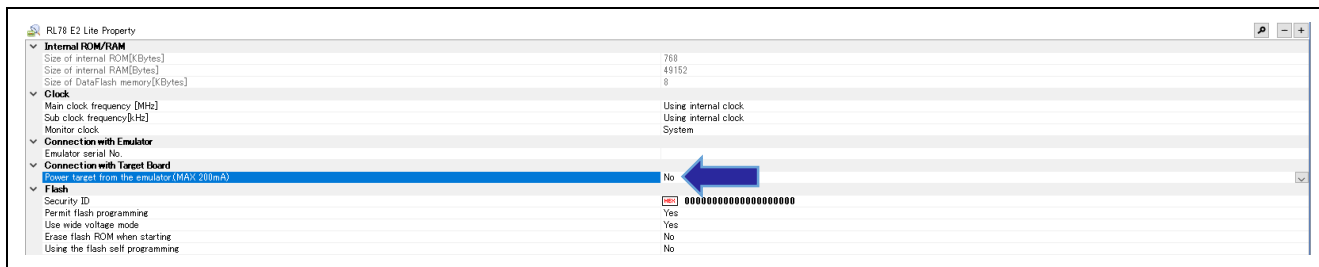 RL78 E2 Lite Property
Internal ROM/RAM
Size of internal ROM[KBytes] 768
Size of internal RAM[Bytes] 49152
Size of DataFlash memory[KBytes] 8
Clock
Main clock frequency [MHz] Using internal clock
Sub clock frequency[kHz] Using internal clock
Monitor clock System
Connection with Emulator
Emulator serial No.
Connection with Target Board
Power target from the emulator.(MAX 200mA) No
Flash
Security ID HEX 00000000000000000000
Permit flash programming Yes
Use wide voltage mode Yes
Erase flash ROM when starting No
Using the flash self programming No